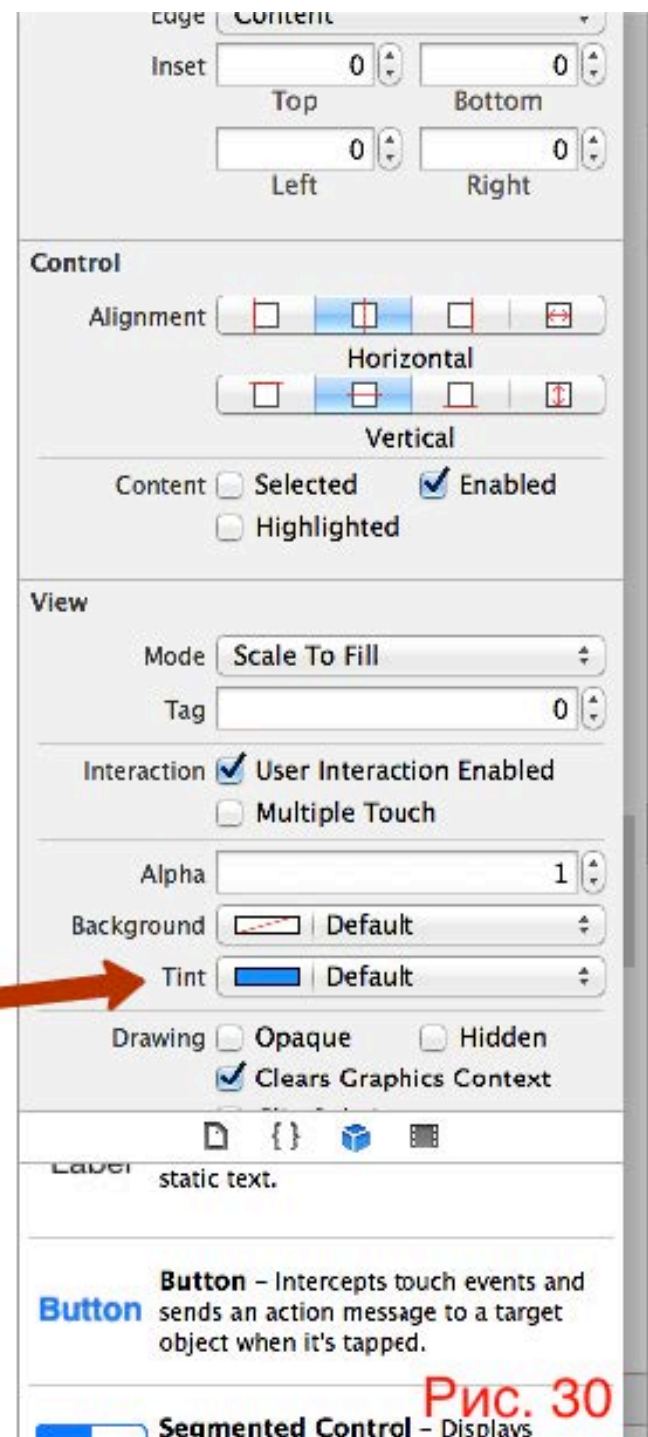 Edge Content
Inset 0 0
Top Bottom
0 0
Left Right
Control
Alignment
Horizontal
Vertical
Content Selected Enabled
Highlighted
View
Mode Scale To Fill
Tag 0
Interaction User Interaction Enabled
Multiple Touch
Alpha 1
Background Default
Tint Default
Drawing Opaque Hidden
Clears Graphics Context
{}
Label static text.
Button – Intercepts touch events and
Button sends an action message to a target
object when it's tapped.
Рис. 30
Segmented Control – Displays